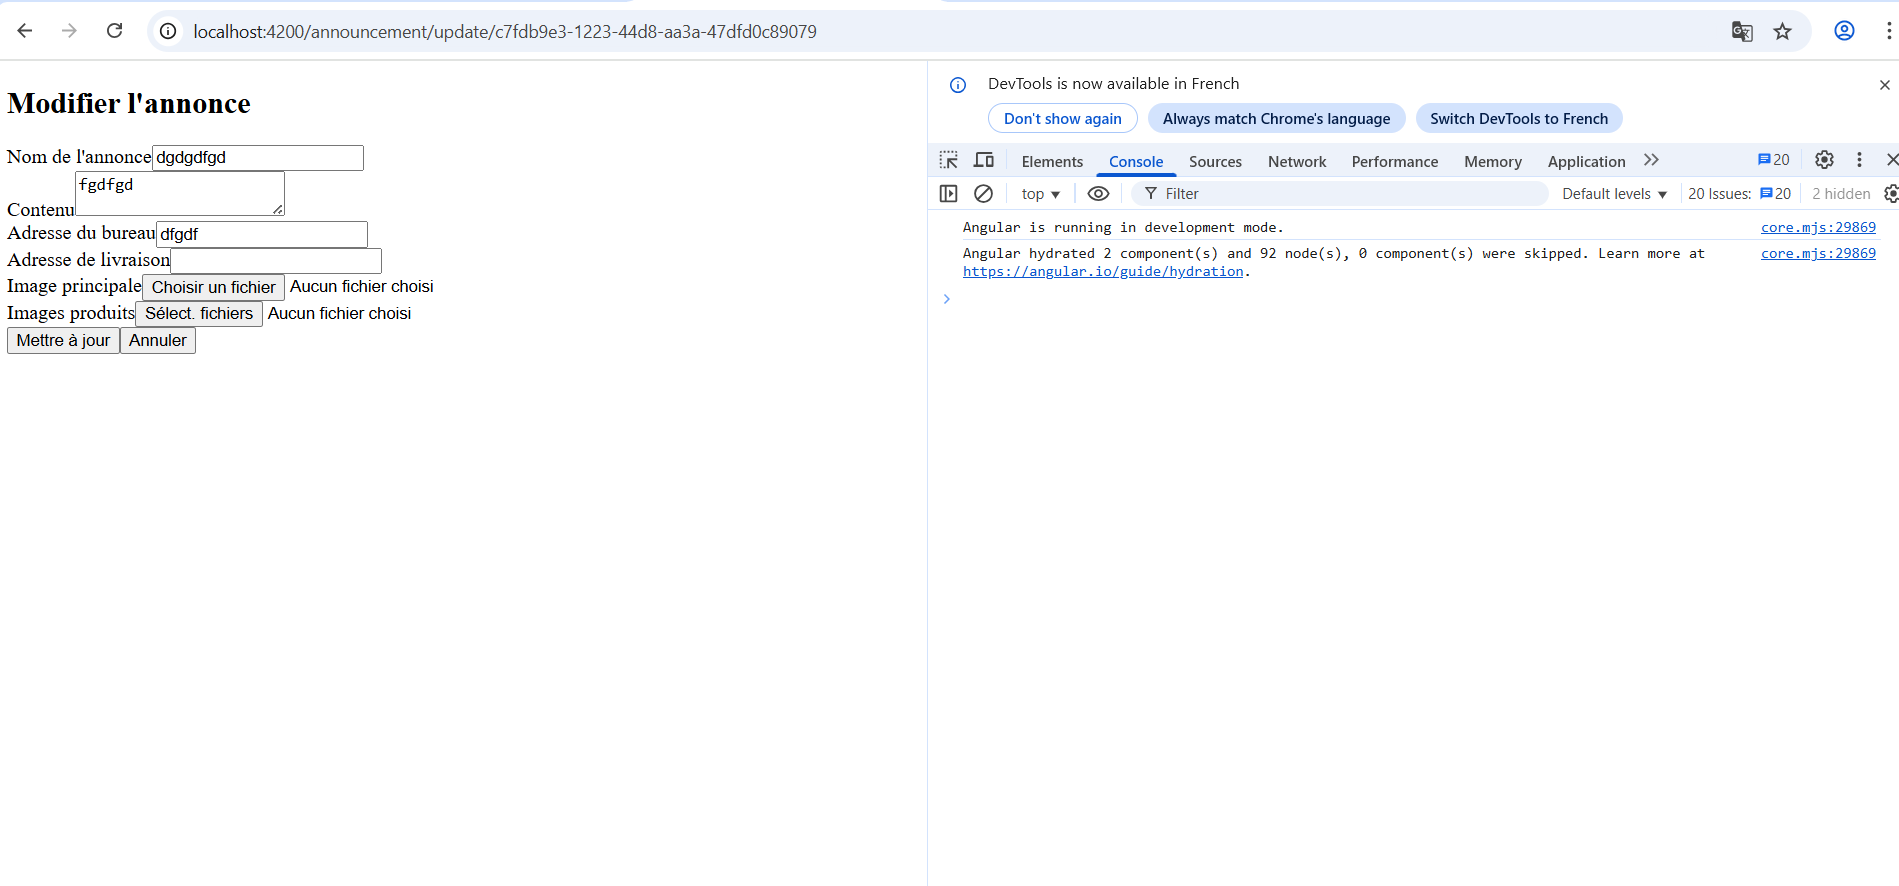 localhost:4200/announcement/update/c7fdb9e3-1223-44d8-aa3a-47dfd0c89079
Modifier l'annonce
Nom de l'annonce dgdgdfgd
fgdfgd
Contenu
Adresse du bureau dfgdf
Adresse de livraison
Image principale Choisir un fichier Aucun fichier choisi
Images produits Sélect. fichiers Aucun fichier choisi
Mettre à jour Annuler
DevTools is now available in French
Don't show again Always match Chrome's language Switch DevTools to French
Elements Console Sources Network Performance Memory Application 20
top Filter Default levels 20 Issues: 20 2 hidden
Angular is running in development mode. core.mjs:29869
Angular hydrated 2 component(s) and 92 node(s), 0 component(s) were skipped. Learn more at core.mjs:29869
https://angular.io/guide/hydration.